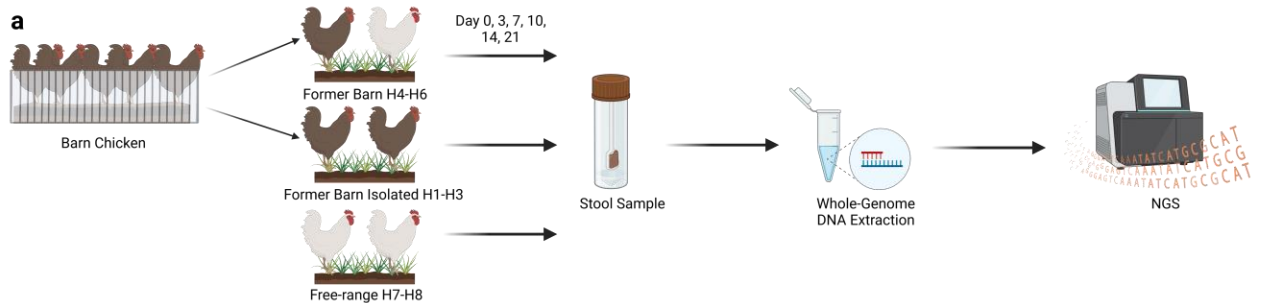 a
Day 0, 3, 7, 10,
14, 21
Former Barn H4-H6
Barn Chicken
Former Barn Isolated H1-H3
Stool Sample
Whole-Genome
DNA Extraction
NGS
Free-range H7-H8